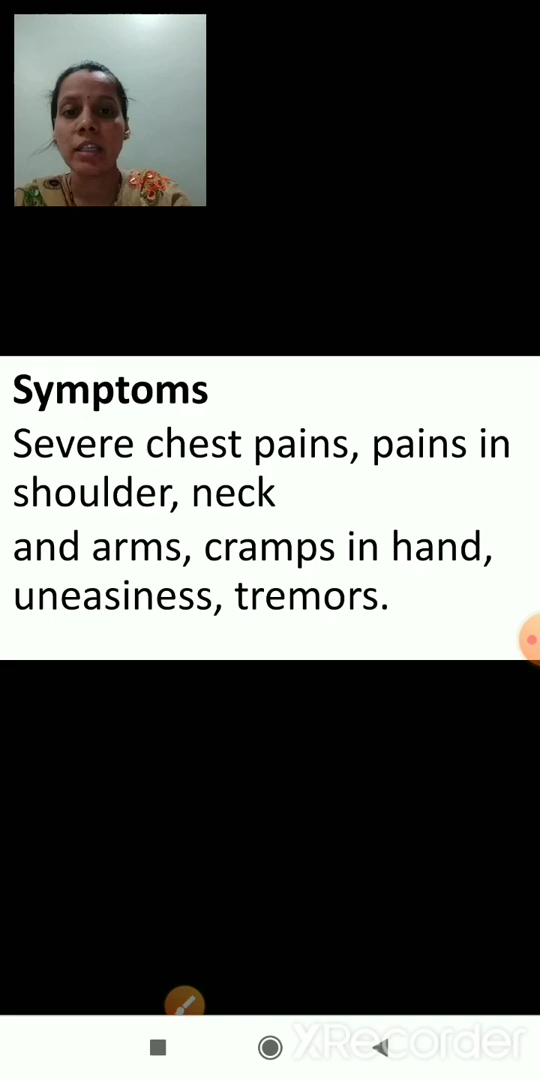 Symptoms
Severe chest pains, pains in
shoulder, neck
and arms, cramps in hand,
uneasiness, tremors.
XRecorder